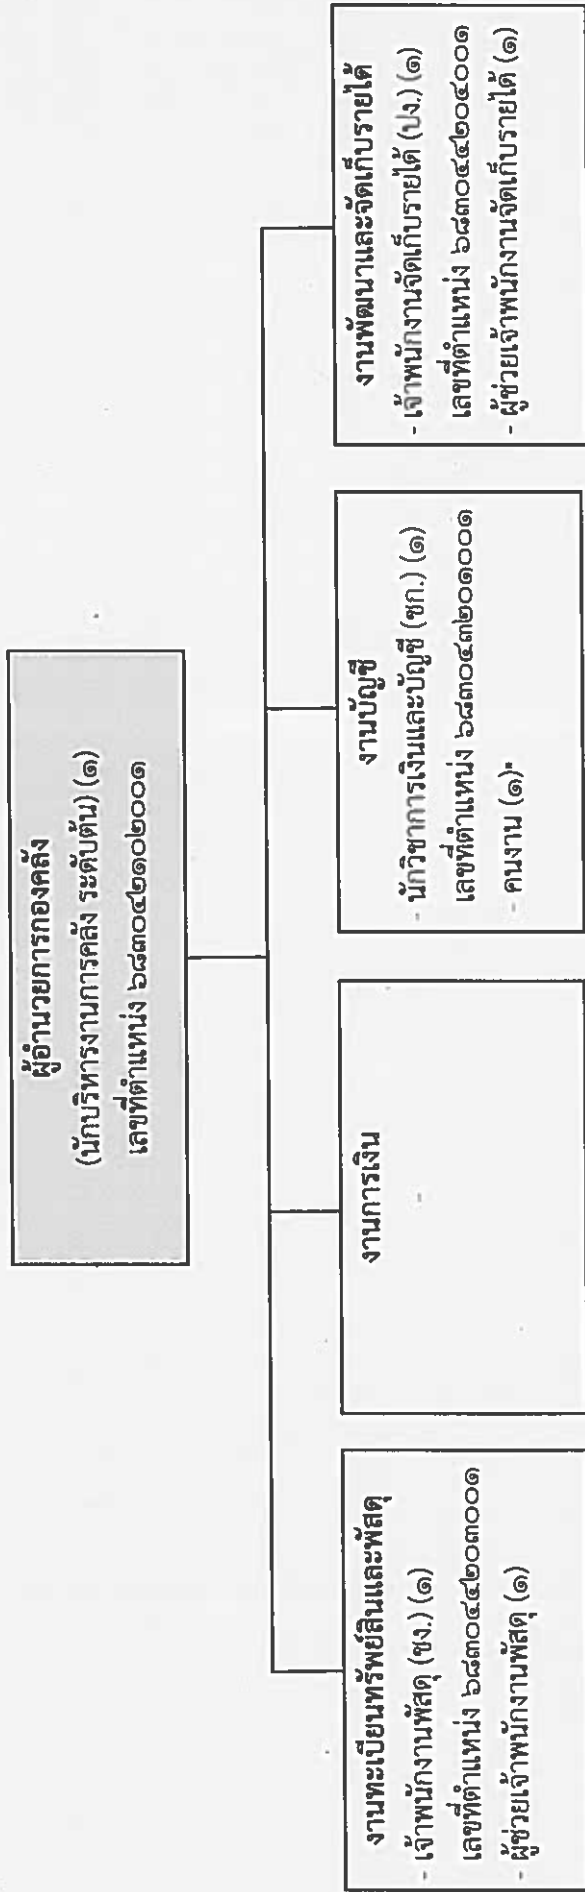 ผู้อำนวยการกองคลัง
(นักบริหารงานการคลัง ระดับต้น) (๑)
เลขที่ตำแหน่ง ๖๘๓๐๔๒๑๐๒๐๐๑
งานทะเบียนทรัพย์สินและพัสดุ
- เจ้าพนักงานพัสดุ (ชง.) (๑)
เลขที่ตำแหน่ง ๖๘๓๐๔๔๒๐๓๐๐๑
- ผู้ช่วยเจ้าพนักงานพัสดุ (๑)
งานการเงิน
-
งานบัญชี
- นักวิชาการเงินและบัญชี (ชก.) (๑)
เลขที่ตำแหน่ง ๖๘๓๐๔๓๒๐๑๐๐๑
- คนงาน (๑)*
งานพัฒนาและจัดเก็บรายได้
- เจ้าพนักงานจัดเก็บรายได้ (ปง.) (๑)
เลขที่ตำแหน่ง ๖๘๓๐๔๔๒๐๔๐๐๑
- ผู้ช่วยเจ้าพนักงานจัดเก็บรายได้ (๑)